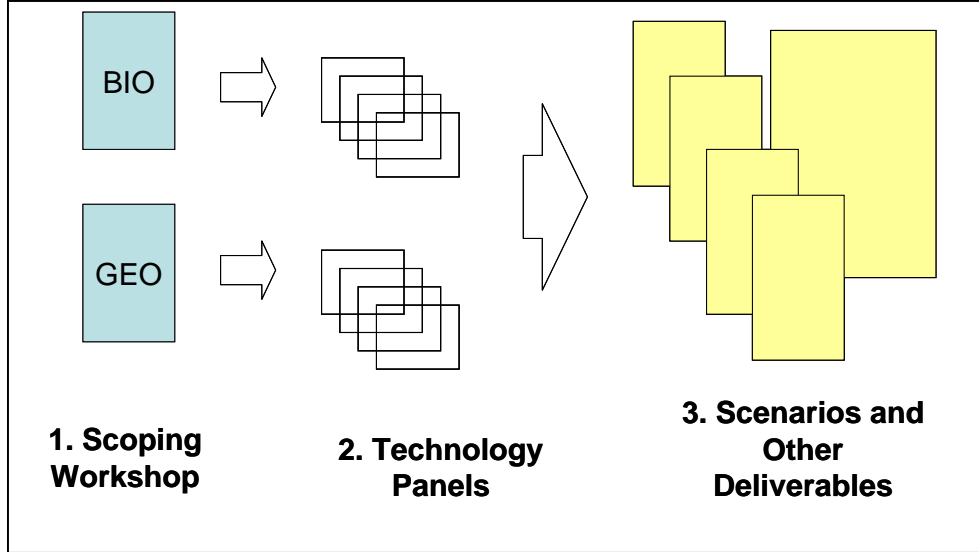 BIO
GEO
1. Scoping
Workshop
2. Technology
Panels
3. Scenarios and
Other
Deliverables